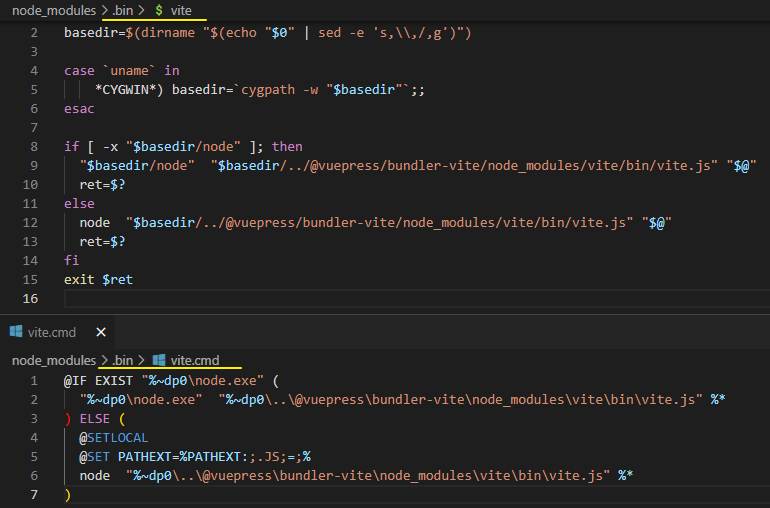 node_modules > .bin > $ vite
2 basedir=$(dirname "$(echo "$0" | sed -e 's,\\,/,g')")
3
4 case `uname` in
5     *CYGWIN*) basedir=`cygpath -w "$basedir"`;;
6 esac
7
8 if [ -x "$basedir/node" ]; then
9   "$basedir/node"  "$basedir/../@vuepress/bundler-vite/node_modules/vite/bin/vite.js" "$@"
10   ret=$?
11 else
12   node  "$basedir/../@vuepress/bundler-vite/node_modules/vite/bin/vite.js" "$@"
13   ret=$?
14 fi
15 exit $ret
16
vite.cmd ×
node_modules > .bin > vite.cmd
1 @IF EXIST "%~dp0\node.exe" (
2   "%~dp0\node.exe"  "%~dp0\..\@vuepress\bundler-vite\node_modules\vite\bin\vite.js" %*
3 ) ELSE (
4   @SETLOCAL
5   @SET PATHEXT=%PATHEXT:;.JS;=;%
6   node  "%~dp0\..\@vuepress\bundler-vite\node_modules\vite\bin\vite.js" %*
7 )